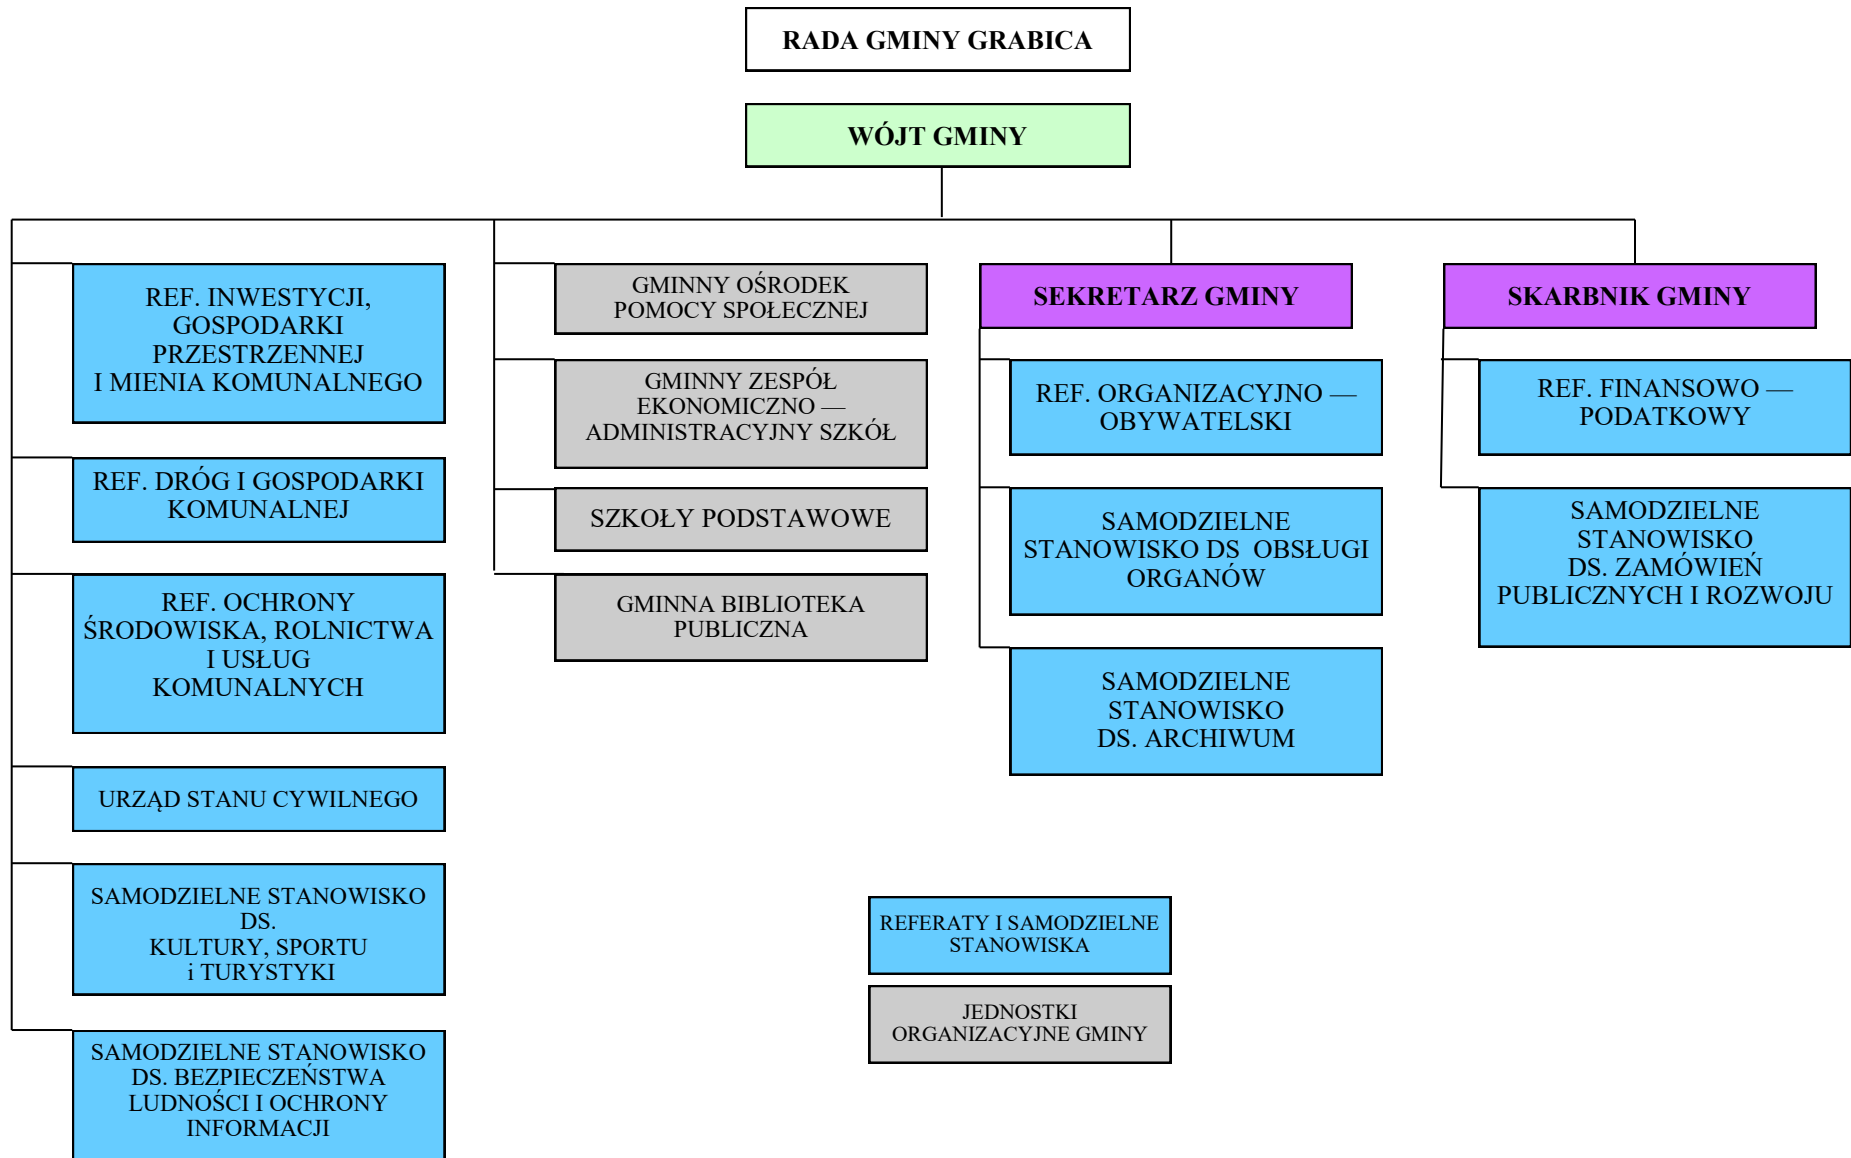 RADA GMINY GRABICA
WÓJT GMINY
REF. INWESTYCJI,
GOSPODARKI
PRZESTRZENNEJ
I MIENIA KOMUNALNEGO
REF. DRÓG I GOSPODARKI
KOMUNALNEJ
REF. OCHRONY
ŚRODOWISKA, ROLNICTWA
I USŁUG
KOMUNALNYCH
URZĄD STANU CYWILNEGO
SAMODZIELNE STANOWISKO
DS.
KULTURY, SPORTU
i TURYSTYKI
SAMODZIELNE STANOWISKO
DS. BEZPIECZEŃSTWA
LUDNOŚCI I OCHRONY
INFORMACJI
GMINNY OŚRODEK
POMOCY SPOŁECZNEJ
GMINNY ZESPÓŁ
EKONOMICZNO —
ADMINISTRACYJNY SZKÓŁ
SZKOŁY PODSTAWOWE
GMINNA BIBLIOTEKA
PUBLICZNA
SEKRETARZ GMINY
REF. ORGANIZACYJNO —
OBYWATELSKI
SAMODZIELNE
STANOWISKO DS OBSŁUGI
ORGANÓW
SAMODZIELNE
STANOWISKO
DS. ARCHIWUM
SKARBNIK GMINY
REF. FINANSOWO —
PODATKOWY
SAMODZIELNE
STANOWISKO
DS. ZAMÓWIEŃ
PUBLICZNYCH I ROZWOJU
REFERATY I SAMODZIELNE
STANOWISKA
JEDNOSTKI
ORGANIZACYJNE GMINY